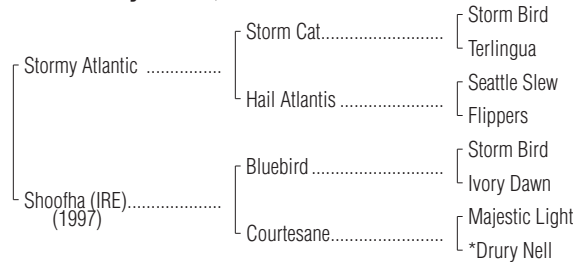 Storm Bird
Storm Cat
Terlingua
Stormy Atlantic
Seattle Slew
Hail Atlantis
Flippers
Storm Bird
Bluebird
Ivory Dawn
Shoofha (IRE)
(1997)
Majestic Light
Courtesane
*Drury Nell